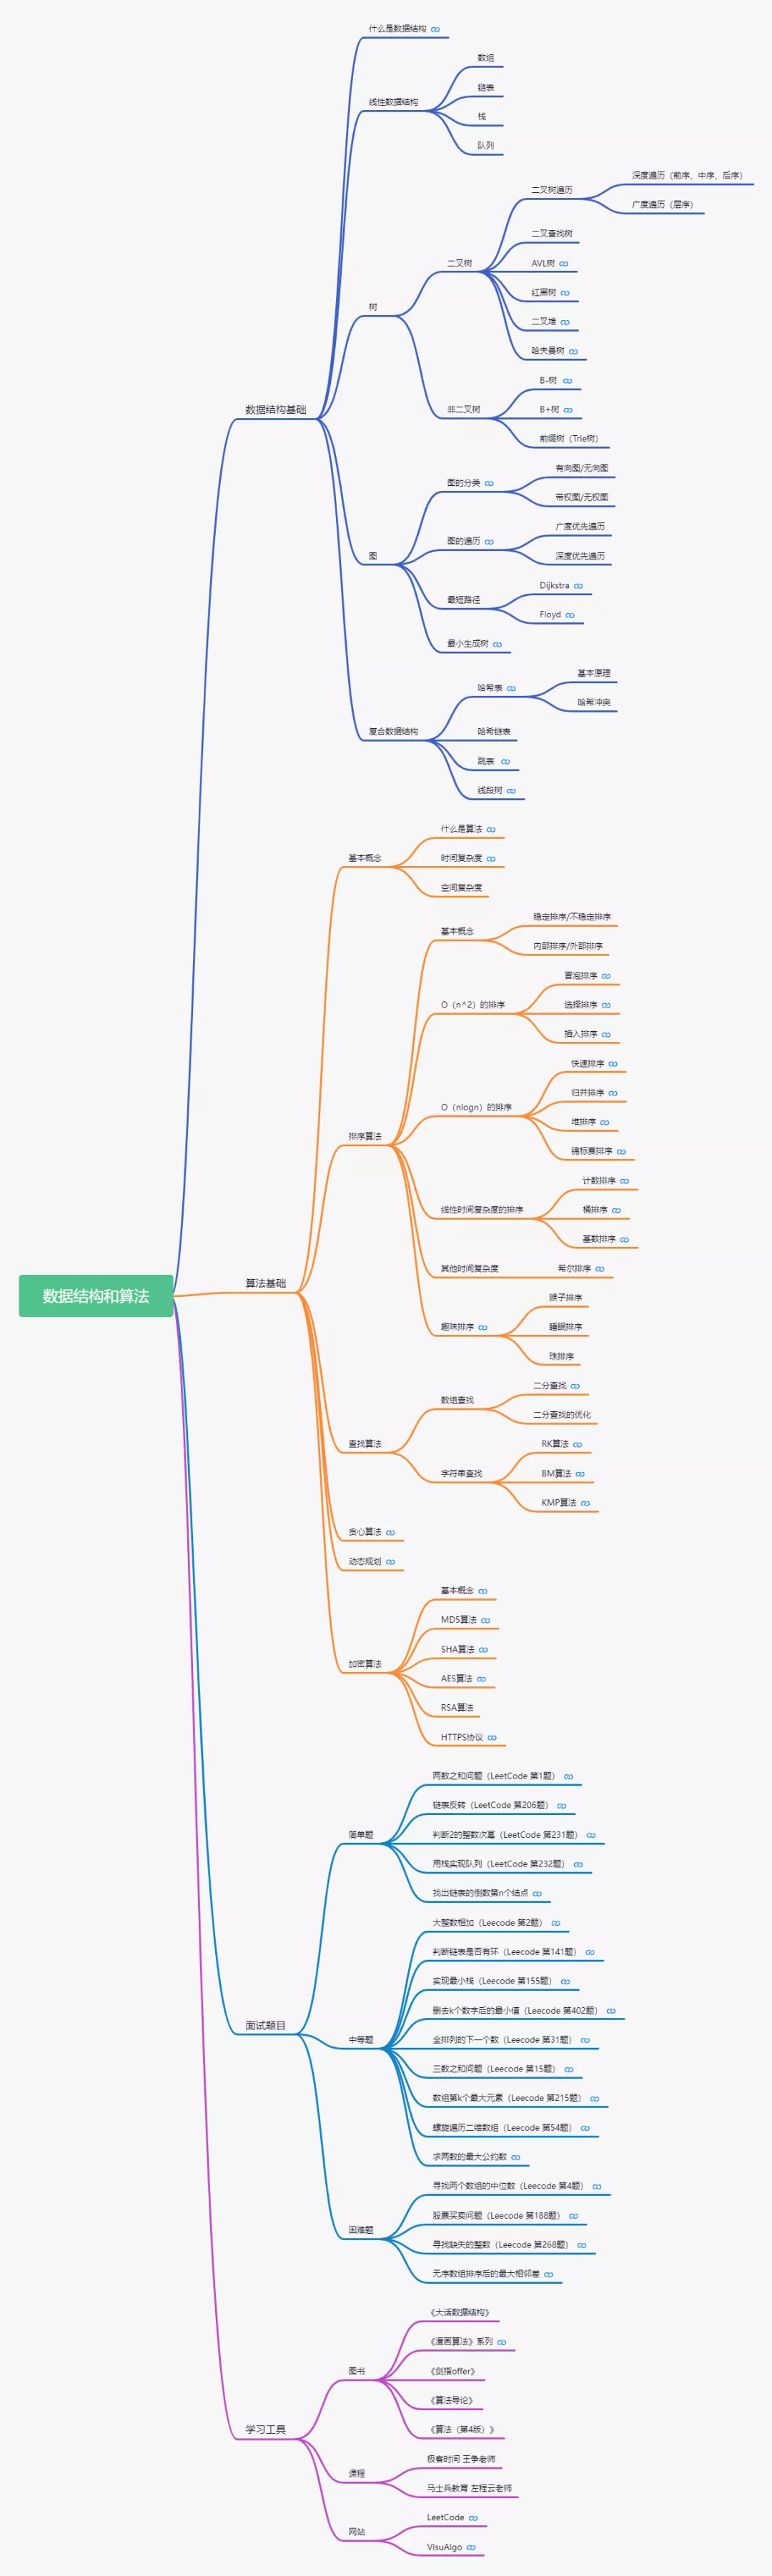 什么是数据结构
数组
链表
线性数据结构
栈
队列
深度遍历（前序、中序、后序）
二叉树遍历
广度遍历（层序）
二叉查找树
二叉树
AVL树
红黑树
树
二叉堆
哈夫曼树
B-树
数据结构基础
非二叉树
B+树
前缀树（Trie树）
有向图/无向图
图的分类
带权图/无权图
广度优先遍历
图的遍历
图
深度优先遍历
Dijkstra
最短路径
Floyd
最小生成树
基本原理
哈希表
哈希冲突
复合数据结构
哈希链表
跳表
线段树
什么是算法
基本概念
时间复杂度
空间复杂度
稳定排序/不稳定排序
基本概念
内部排序/外部排序
冒泡排序
O（n^2）的排序
选择排序
插入排序
快速排序
归并排序
O（nlogn）的排序
堆排序
排序算法
锦标赛排序
计数排序
线性时间复杂度的排序
桶排序
基数排序
其他时间复杂度
希尔排序
算法基础
数据结构和算法
猴子排序
趣味排序
睡眠排序
珠排序
二分查找
数组查找
二分查找的优化
查找算法
RK算法
字符串查找
BM算法
KMP算法
贪心算法
动态规划
基本概念
MD5算法
SHA算法
加密算法
AES算法
RSA算法
HTTPS协议
两数之和问题（LeetCode 第1题）
链表反转（LeetCode 第206题）
简单题
判断2的整数次幂（LeetCode 第231题）
用栈实现队列（LeetCode 第232题）
找出链表的倒数第n个结点
大整数相加（Leecode 第2题）
判断链表是否有环（Leecode 第141题）
实现最小栈（Leecode 第155题）
删去k个数字后的最小值（Leecode 第402题）
面试题目
中等题
全排列的下一个数（Leecode 第31题）
三数之和问题（Leecode 第15题）
数组第k个最大元素（Leecode 第215题）
螺旋遍历二维数组（Leecode 第54题）
求两数的最大公约数
寻找两个数组的中位数（Leecode 第4题）
股票买卖问题（Leecode 第188题）
困难题
寻找缺失的整数（Leecode 第268题）
无序数组排序后的最大相邻差
《大话数据结构》
《漫画算法》系列
图书
《剑指offer》
《算法导论》
《算法（第4版）》
学习工具
极客时间 王争老师
课程
马士兵教育 左程云老师
LeetCode
网站
VisuAlgo